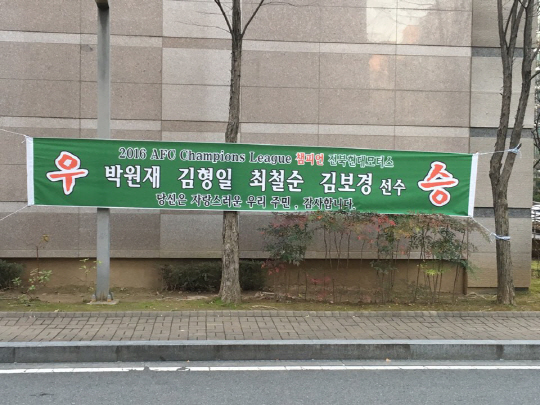 우
2016 AFC Champions League 챔피언 전북현대모터스
박원재 김형일 최철순 김보경 선수
당신은 자랑스러운 우리 주민 , 감사합니다.
승